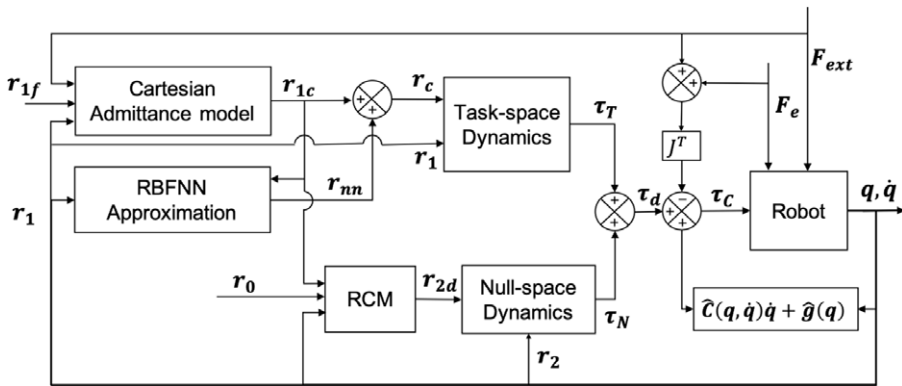 F_ext
r_1f
Cartesian
Admittance model
r_1c
+
+
r_c
Task-space
Dynamics
τ_T
+
+
F_e
J^T
r_1
RBFNN
Approximation
r_nn
r_1
+
+
τ_d
−
+
+
τ_C
Robot
q, q̇
r_0
RCM
r_2d
Null-space
Dynamics
τ_N
Ĉ(q, q̇)q̇ + ĝ(q)
r_2